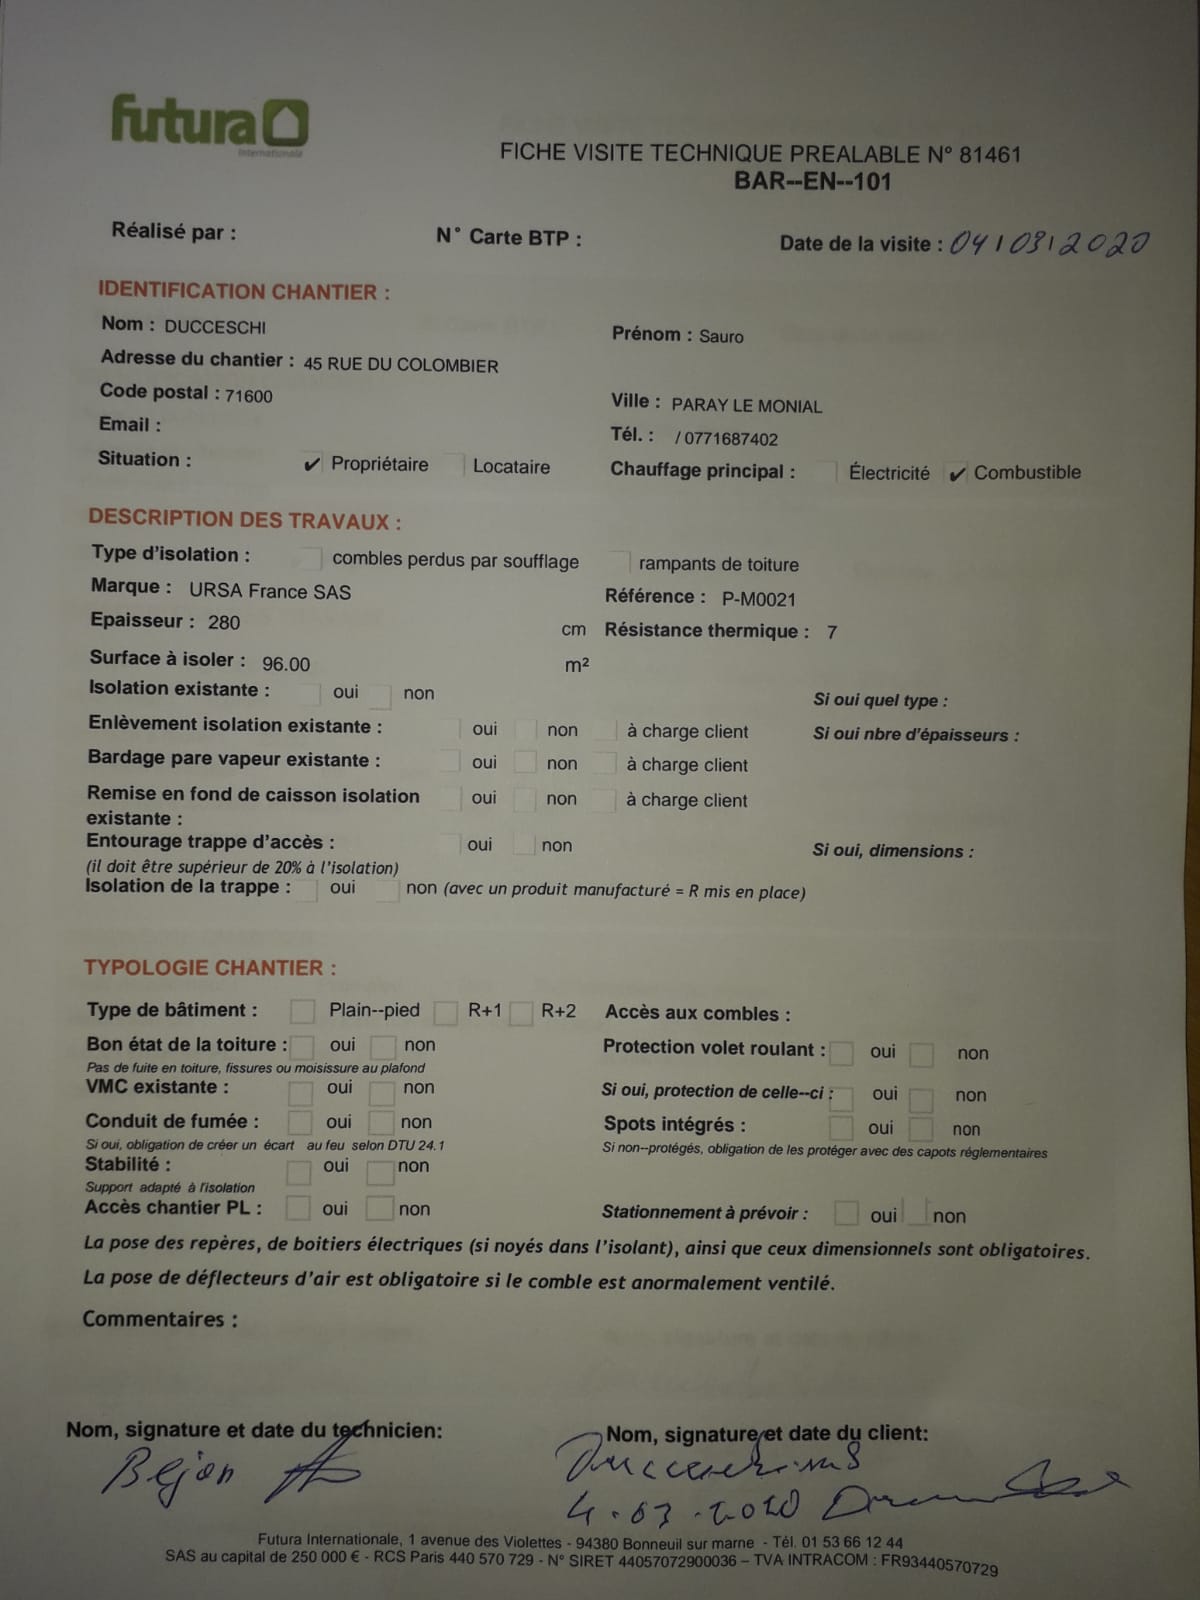 futura
Internationale
FICHE VISITE TECHNIQUE PREALABLE N° 81461
BAR--EN--101
Réalisé par : N° Carte BTP : Date de la visite : 04/03/2020
IDENTIFICATION CHANTIER :
Nom : DUCCESCHI Prénom : Sauro
Adresse du chantier : 45 RUE DU COLOMBIER
Code postal : 71600 Ville : PARAY LE MONIAL
Email : Tél. : / 0771687402
Situation : ✔ Propriétaire Locataire Chauffage principal : Électricité ✔ Combustible
DESCRIPTION DES TRAVAUX :
Type d'isolation : combles perdus par soufflage rampants de toiture
Marque : URSA France SAS Référence : P-M0021
Epaisseur : 280 cm Résistance thermique : 7
Surface à isoler : 96.00 m²
Isolation existante : oui non Si oui quel type :
Enlèvement isolation existante : oui non à charge client Si oui nbre d'épaisseurs :
Bardage pare vapeur existante : oui non à charge client
Remise en fond de caisson isolation oui non à charge client
existante :
Entourage trappe d'accès : oui non Si oui, dimensions :
(il doit être supérieur de 20% à l'isolation)
Isolation de la trappe : oui non (avec un produit manufacturé = R mis en place)
TYPOLOGIE CHANTIER :
Type de bâtiment : Plain--pied R+1 R+2 Accès aux combles :
Bon état de la toiture : oui non Protection volet roulant : oui non
Pas de fuite en toiture, fissures ou moisissure au plafond
VMC existante : oui non Si oui, protection de celle--ci : oui non
Conduit de fumée : oui non Spots intégrés : oui non
Si oui, obligation de créer un écart au feu selon DTU 24.1 Si non--protégés, obligation de les protéger avec des capots réglementaires
Stabilité : oui non
Support adapté à l'isolation
Accès chantier PL : oui non Stationnement à prévoir : oui non
La pose des repères, de boitiers électriques (si noyés dans l'isolant), ainsi que ceux dimensionnels sont obligatoires.
La pose de déflecteurs d'air est obligatoire si le comble est anormalement ventilé.
Commentaires :
Nom, signature et date du technicien: Nom, signature et date du client:
Bejon
4.03.2020
Futura Internationale, 1 avenue des Violettes - 94380 Bonneuil sur marne - Tél. 01 53 66 12 44
SAS au capital de 250 000 € - RCS Paris 440 570 729 - N° SIRET 44057072900036 – TVA INTRACOM : FR93440570729